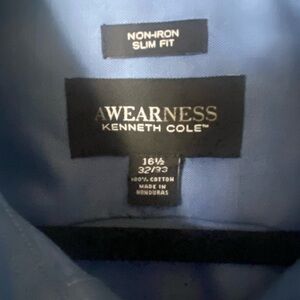 NON-IRON
SLIM FIT
AWEARNESS
KENNETH COLE™
16½
32/33
100% COTTON
MADE IN
HONDURAS